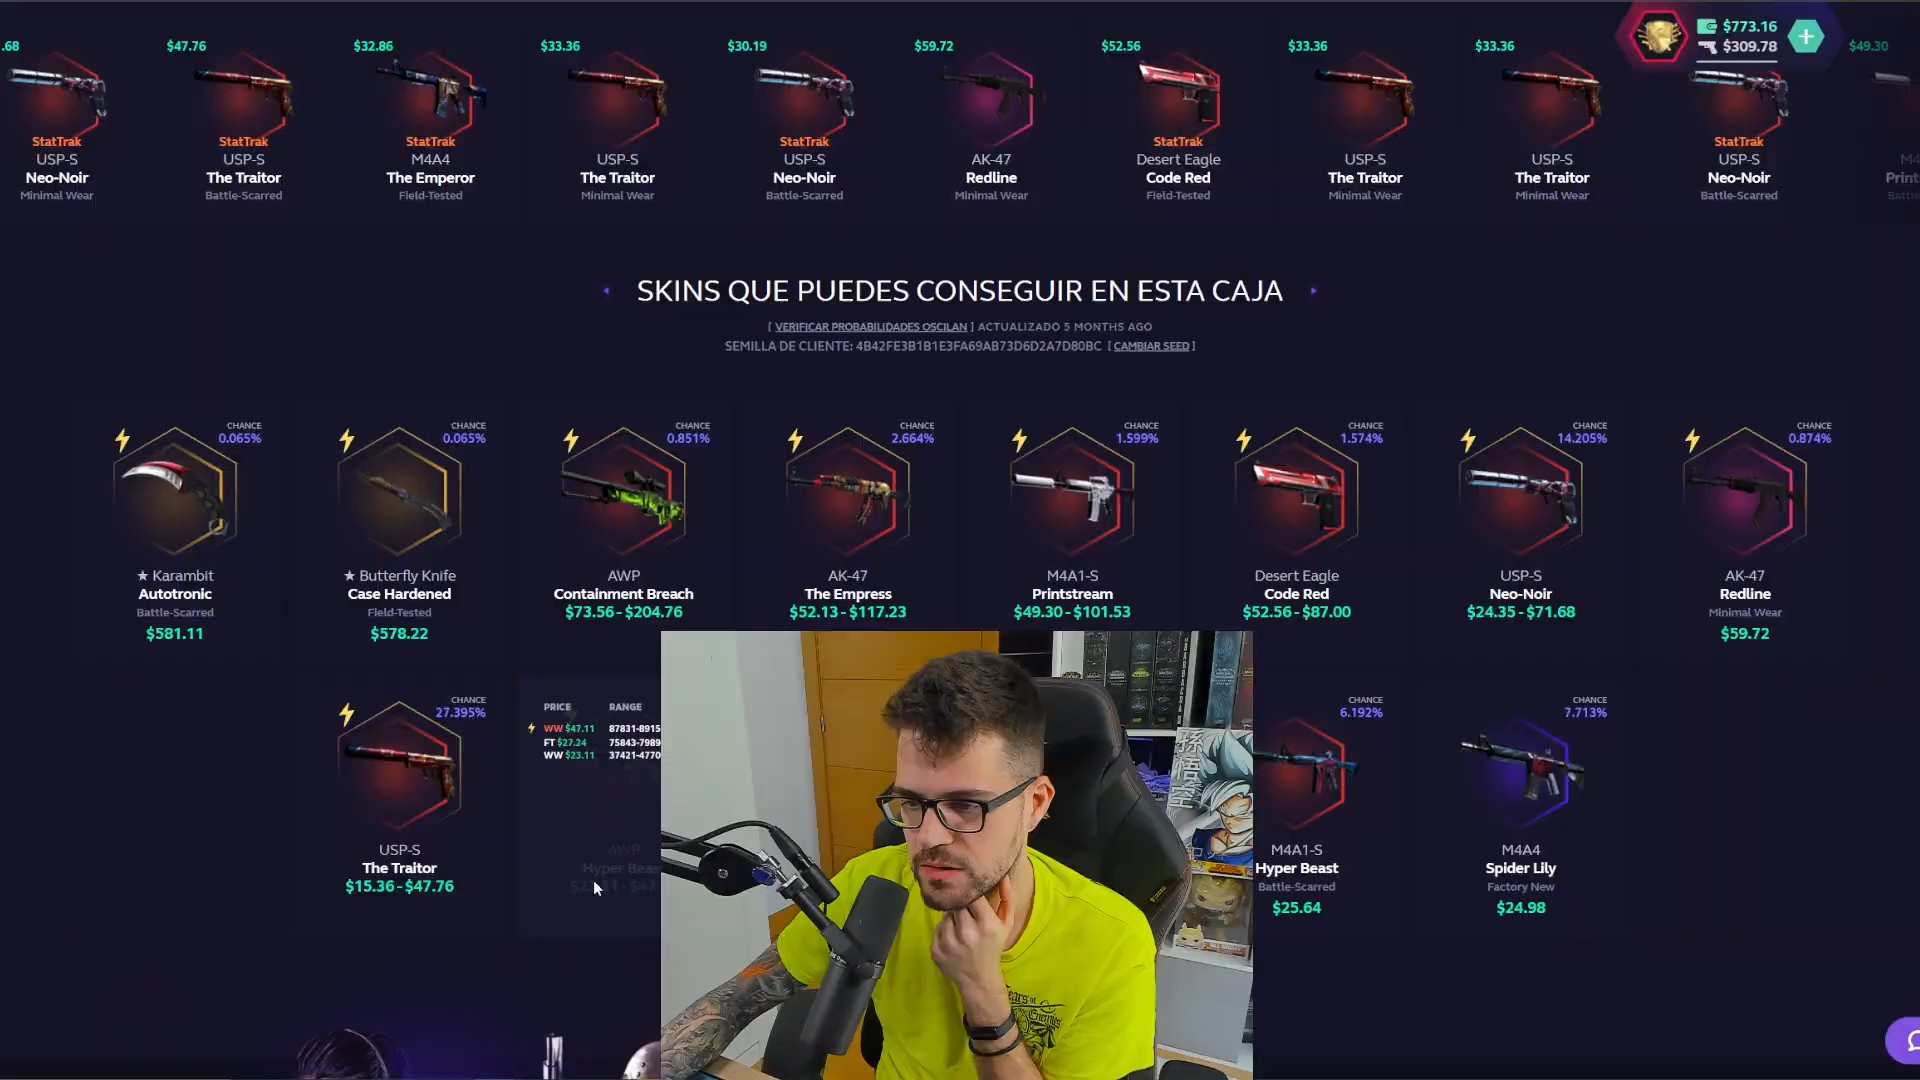 .68
$47.76
$32.86
$33.36
$30.19
$59.72
$52.56
$33.36
$33.36
$773.16
$309.78
$49.30
StatTrak
USP-S
Neo-Noir
Minimal Wear
StatTrak
USP-S
The Traitor
Battle-Scarred
StatTrak
M4A4
The Emperor
Field-Tested
USP-S
The Traitor
Minimal Wear
StatTrak
USP-S
Neo-Noir
Battle-Scarred
AK-47
Redline
Minimal Wear
StatTrak
Desert Eagle
Code Red
Field-Tested
USP-S
The Traitor
Minimal Wear
USP-S
The Traitor
Minimal Wear
StatTrak
USP-S
Neo-Noir
Battle-Scarred
SKINS QUE PUEDES CONSEGUIR EN ESTA CAJA
[ VERIFICAR PROBABILIDADES OSCILAN ] ACTUALIZADO 5 MONTHS AGO
SEMILLA DE CLIENTE: 4B42FE3B1B1E3FA69AB73D6D2A7D80BC [ CAMBIAR SEED ]
CHANCE
0.065%
★ Karambit
Autotronic
Battle-Scarred
$581.11
CHANCE
0.065%
★ Butterfly Knife
Case Hardened
Field-Tested
$578.22
CHANCE
0.851%
AWP
Containment Breach
$73.56 - $204.76
CHANCE
2.664%
AK-47
The Empress
$52.13 - $117.23
CHANCE
1.599%
M4A1-S
Printstream
$49.30 - $101.53
CHANCE
1.574%
Desert Eagle
Code Red
$52.56 - $87.00
CHANCE
14.205%
USP-S
Neo-Noir
$24.35 - $71.68
CHANCE
0.874%
AK-47
Redline
Minimal Wear
$59.72
CHANCE
27.395%
USP-S
The Traitor
$15.36 - $47.76
PRICE RANGE
WW $47.11 87831-8915
FT $27.24 75843-7989
WW $23.11 37421-4770
AWP
Hyper Beas
CHANCE
6.192%
M4A1-S
Hyper Beast
Battle-Scarred
$25.64
CHANCE
7.713%
M4A4
Spider Lily
Factory New
$24.98